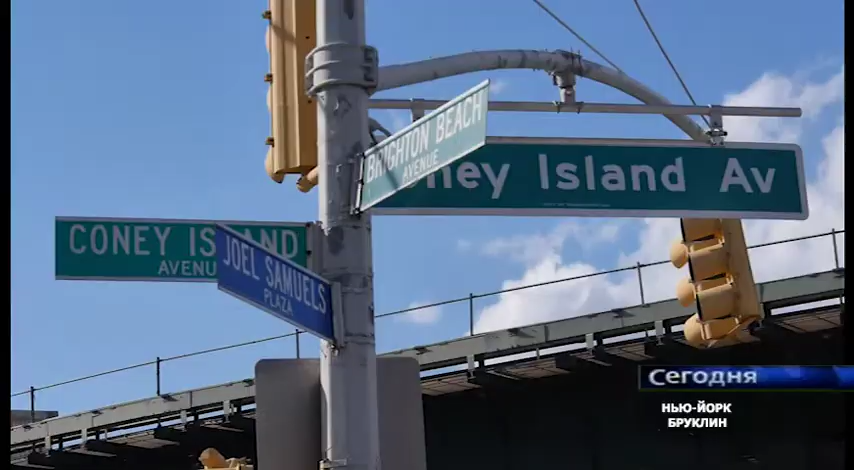 BRIGHTON BEACH
AVENUE
ney Island Av
CONEY ISLAND
AVENU
JOEL SAMUELS
PLAZA
Сегодня
НЬЮ-ЙОРК
БРУКЛИН